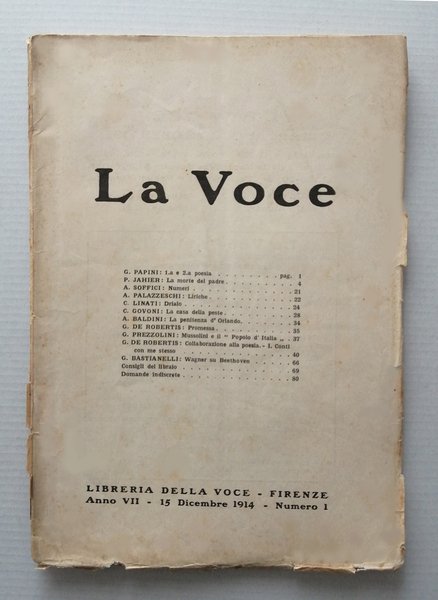 La Voce
G. PAPINI: 1.a e 2.a poesia . . . . . . . . . . pag. 1
P. JAHIER: La morte del padre . . . . . . . . . . 4
A. SOFFICI: Numeri . . . . . . . . . . 21
A. PALAZZESCHI: Liriche . . . . . . . . . . 22
C. LINATI: Drialo . . . . . . . . . . 24
C. GOVONI: La casa della peste . . . . . . . . . . 28
A. BALDINI: La penitenza d' Orlando. . . . . . . . . . 34
G. DE ROBERTIS: Promessa . . . . . . . . . . 35
G. PREZZOLINI: Mussolini e il " Popolo d' Italia „ . 37
G. DE ROBERTIS: Collaborazione alla poesia. - I. Conti
con me stesso . . . . . . . . . . 40
G. BASTIANELLI: Wagner su Beethoven . . . . . . . 66
Consigli del libraio . . . . . . . . . . 69
Domande indiscrete . . . . . . . . . . 80
LIBRERIA DELLA VOCE - FIRENZE
Anno VII - 15 Dicembre 1914 - Numero 1